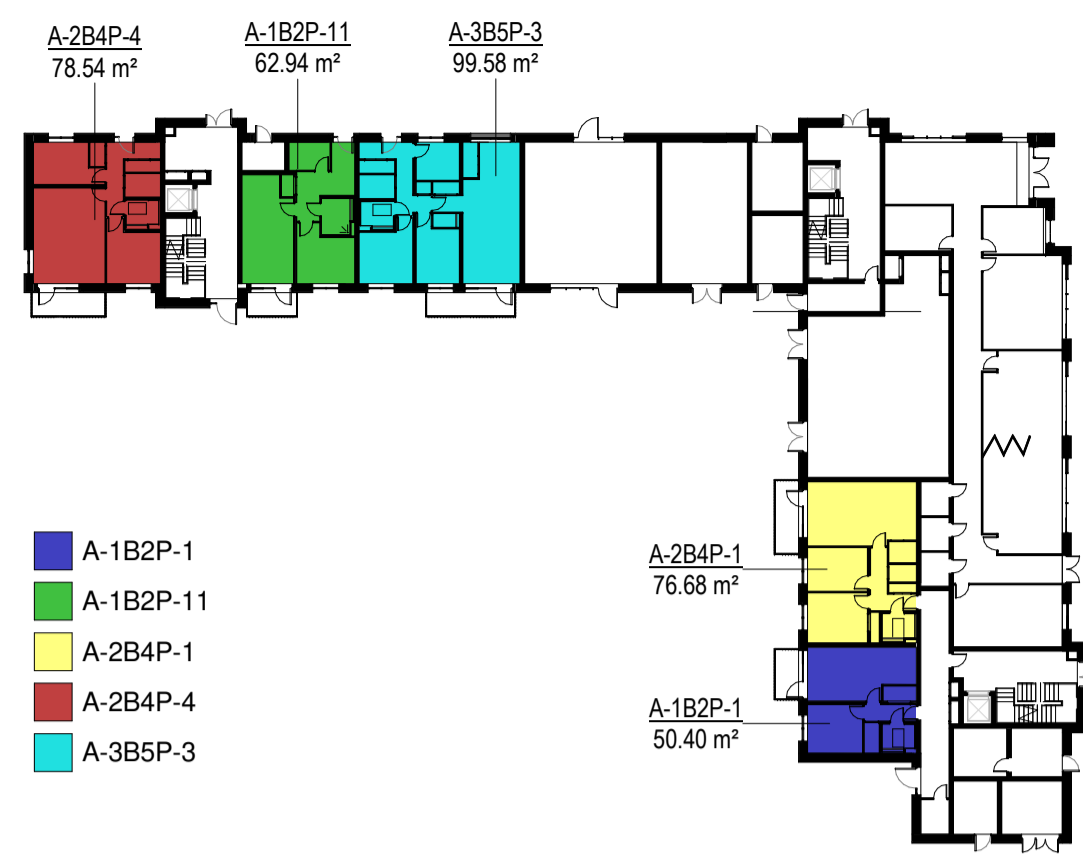 A-2B4P-4
78.54 m²
A-1B2P-11
62.94 m²
A-3B5P-3
99.58 m²
A-1B2P-1
A-1B2P-11
A-2B4P-1
A-2B4P-4
A-3B5P-3
A-2B4P-1
76.68 m²
A-1B2P-1
50.40 m²